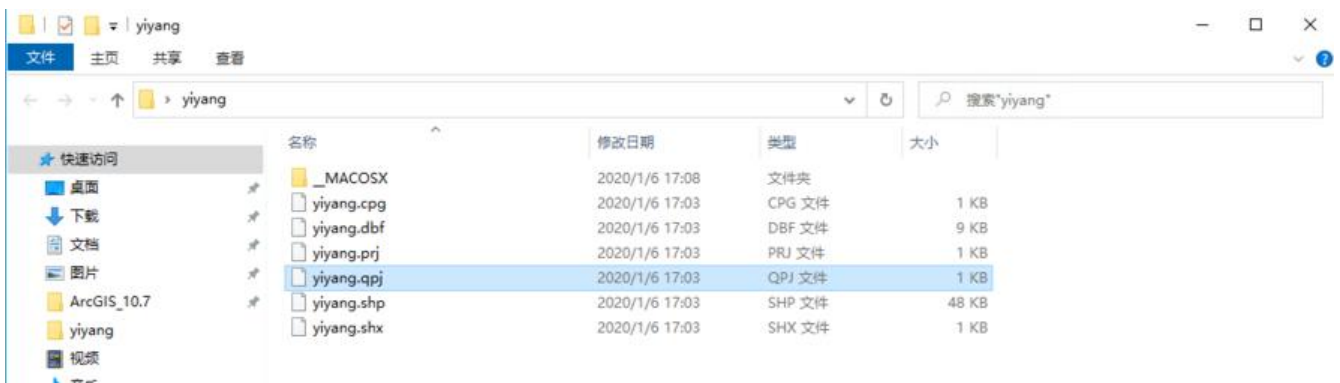 yiyang
文件 主页 共享 查看
yiyang
搜索"yiyang"
名称 修改日期 类型 大小
快速访问
桌面
下载
文档
图片
ArcGIS_10.7
yiyang
视频
__MACOSX 2020/1/6 17:08 文件夹
yiyang.cpg 2020/1/6 17:03 CPG 文件 1 KB
yiyang.dbf 2020/1/6 17:03 DBF 文件 9 KB
yiyang.prj 2020/1/6 17:03 PRJ 文件 1 KB
yiyang.qpj 2020/1/6 17:03 QPJ 文件 1 KB
yiyang.shp 2020/1/6 17:03 SHP 文件 48 KB
yiyang.shx 2020/1/6 17:03 SHX 文件 1 KB